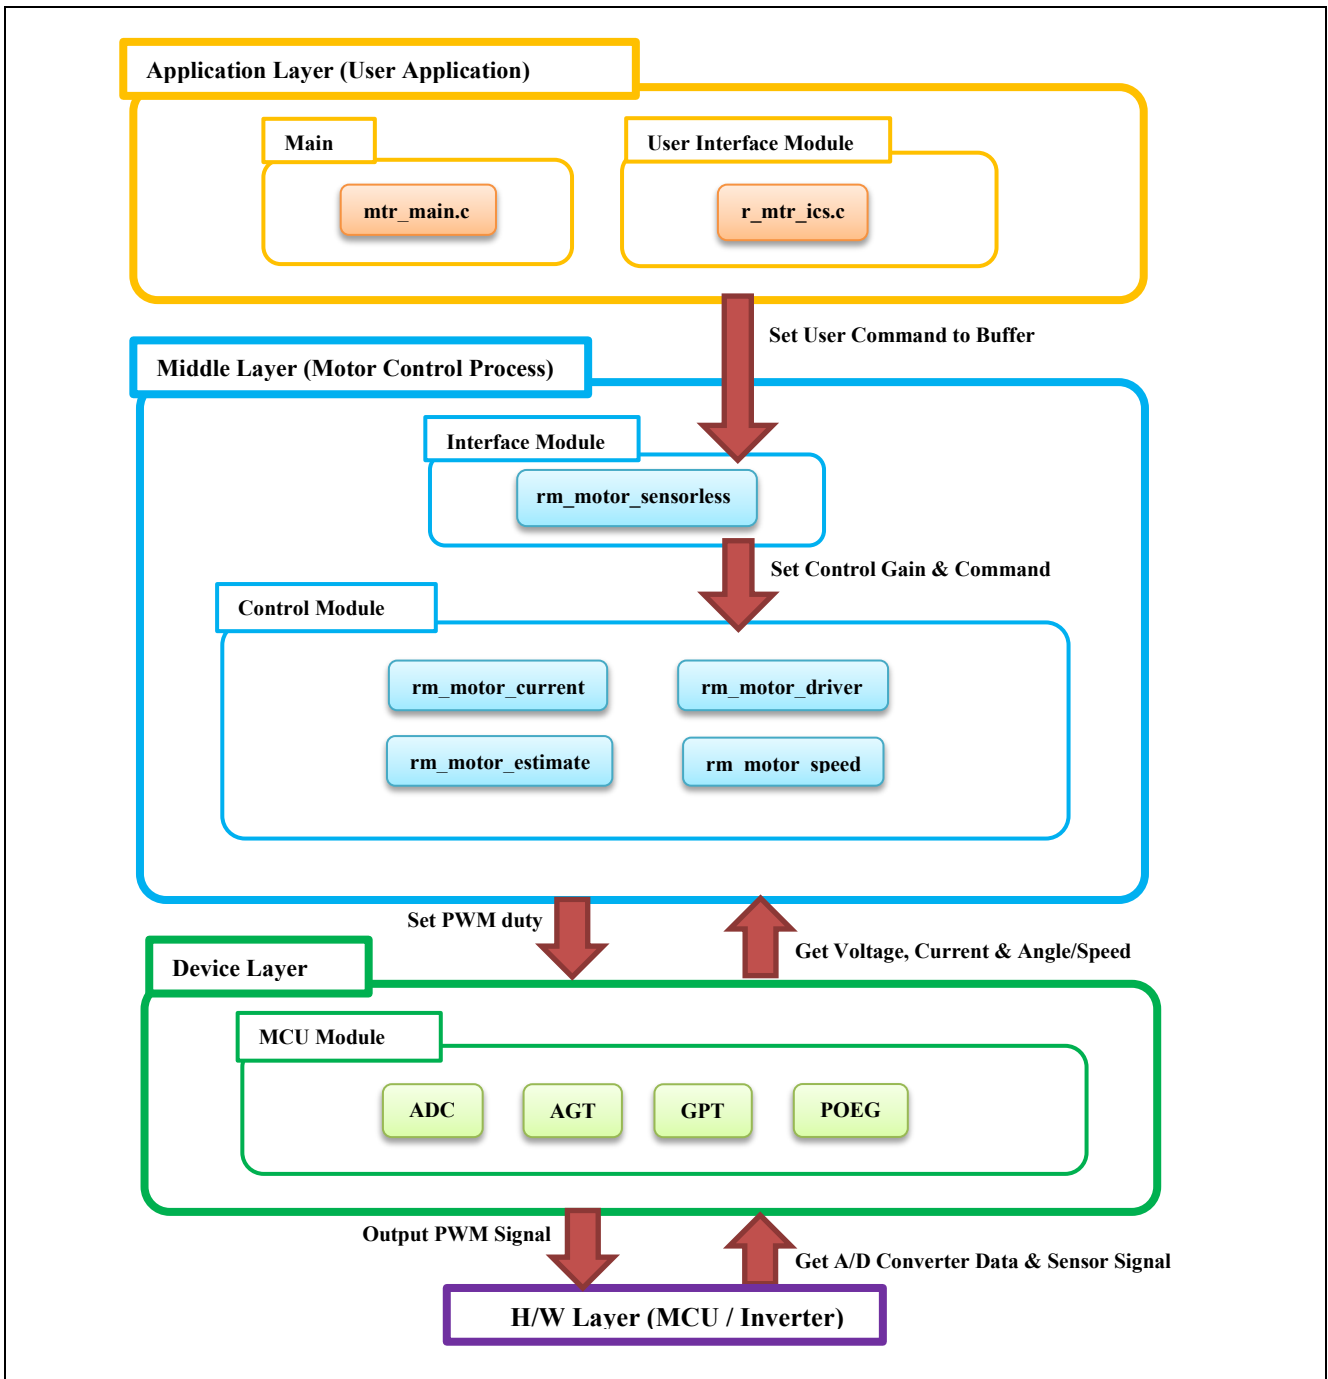 Application Layer (User Application)
Main
User Interface Module
mtr_main.c
r_mtr_ics.c
Set User Command to Buffer
Middle Layer (Motor Control Process)
Interface Module
rm_motor_sensorless
Set Control Gain & Command
Control Module
rm_motor_current
rm_motor_driver
rm_motor_estimate
rm_motor_speed
Set PWM duty
Get Voltage, Current & Angle/Speed
Device Layer
MCU Module
ADC
AGT
GPT
POEG
Output PWM Signal
Get A/D Converter Data & Sensor Signal
H/W Layer (MCU / Inverter)